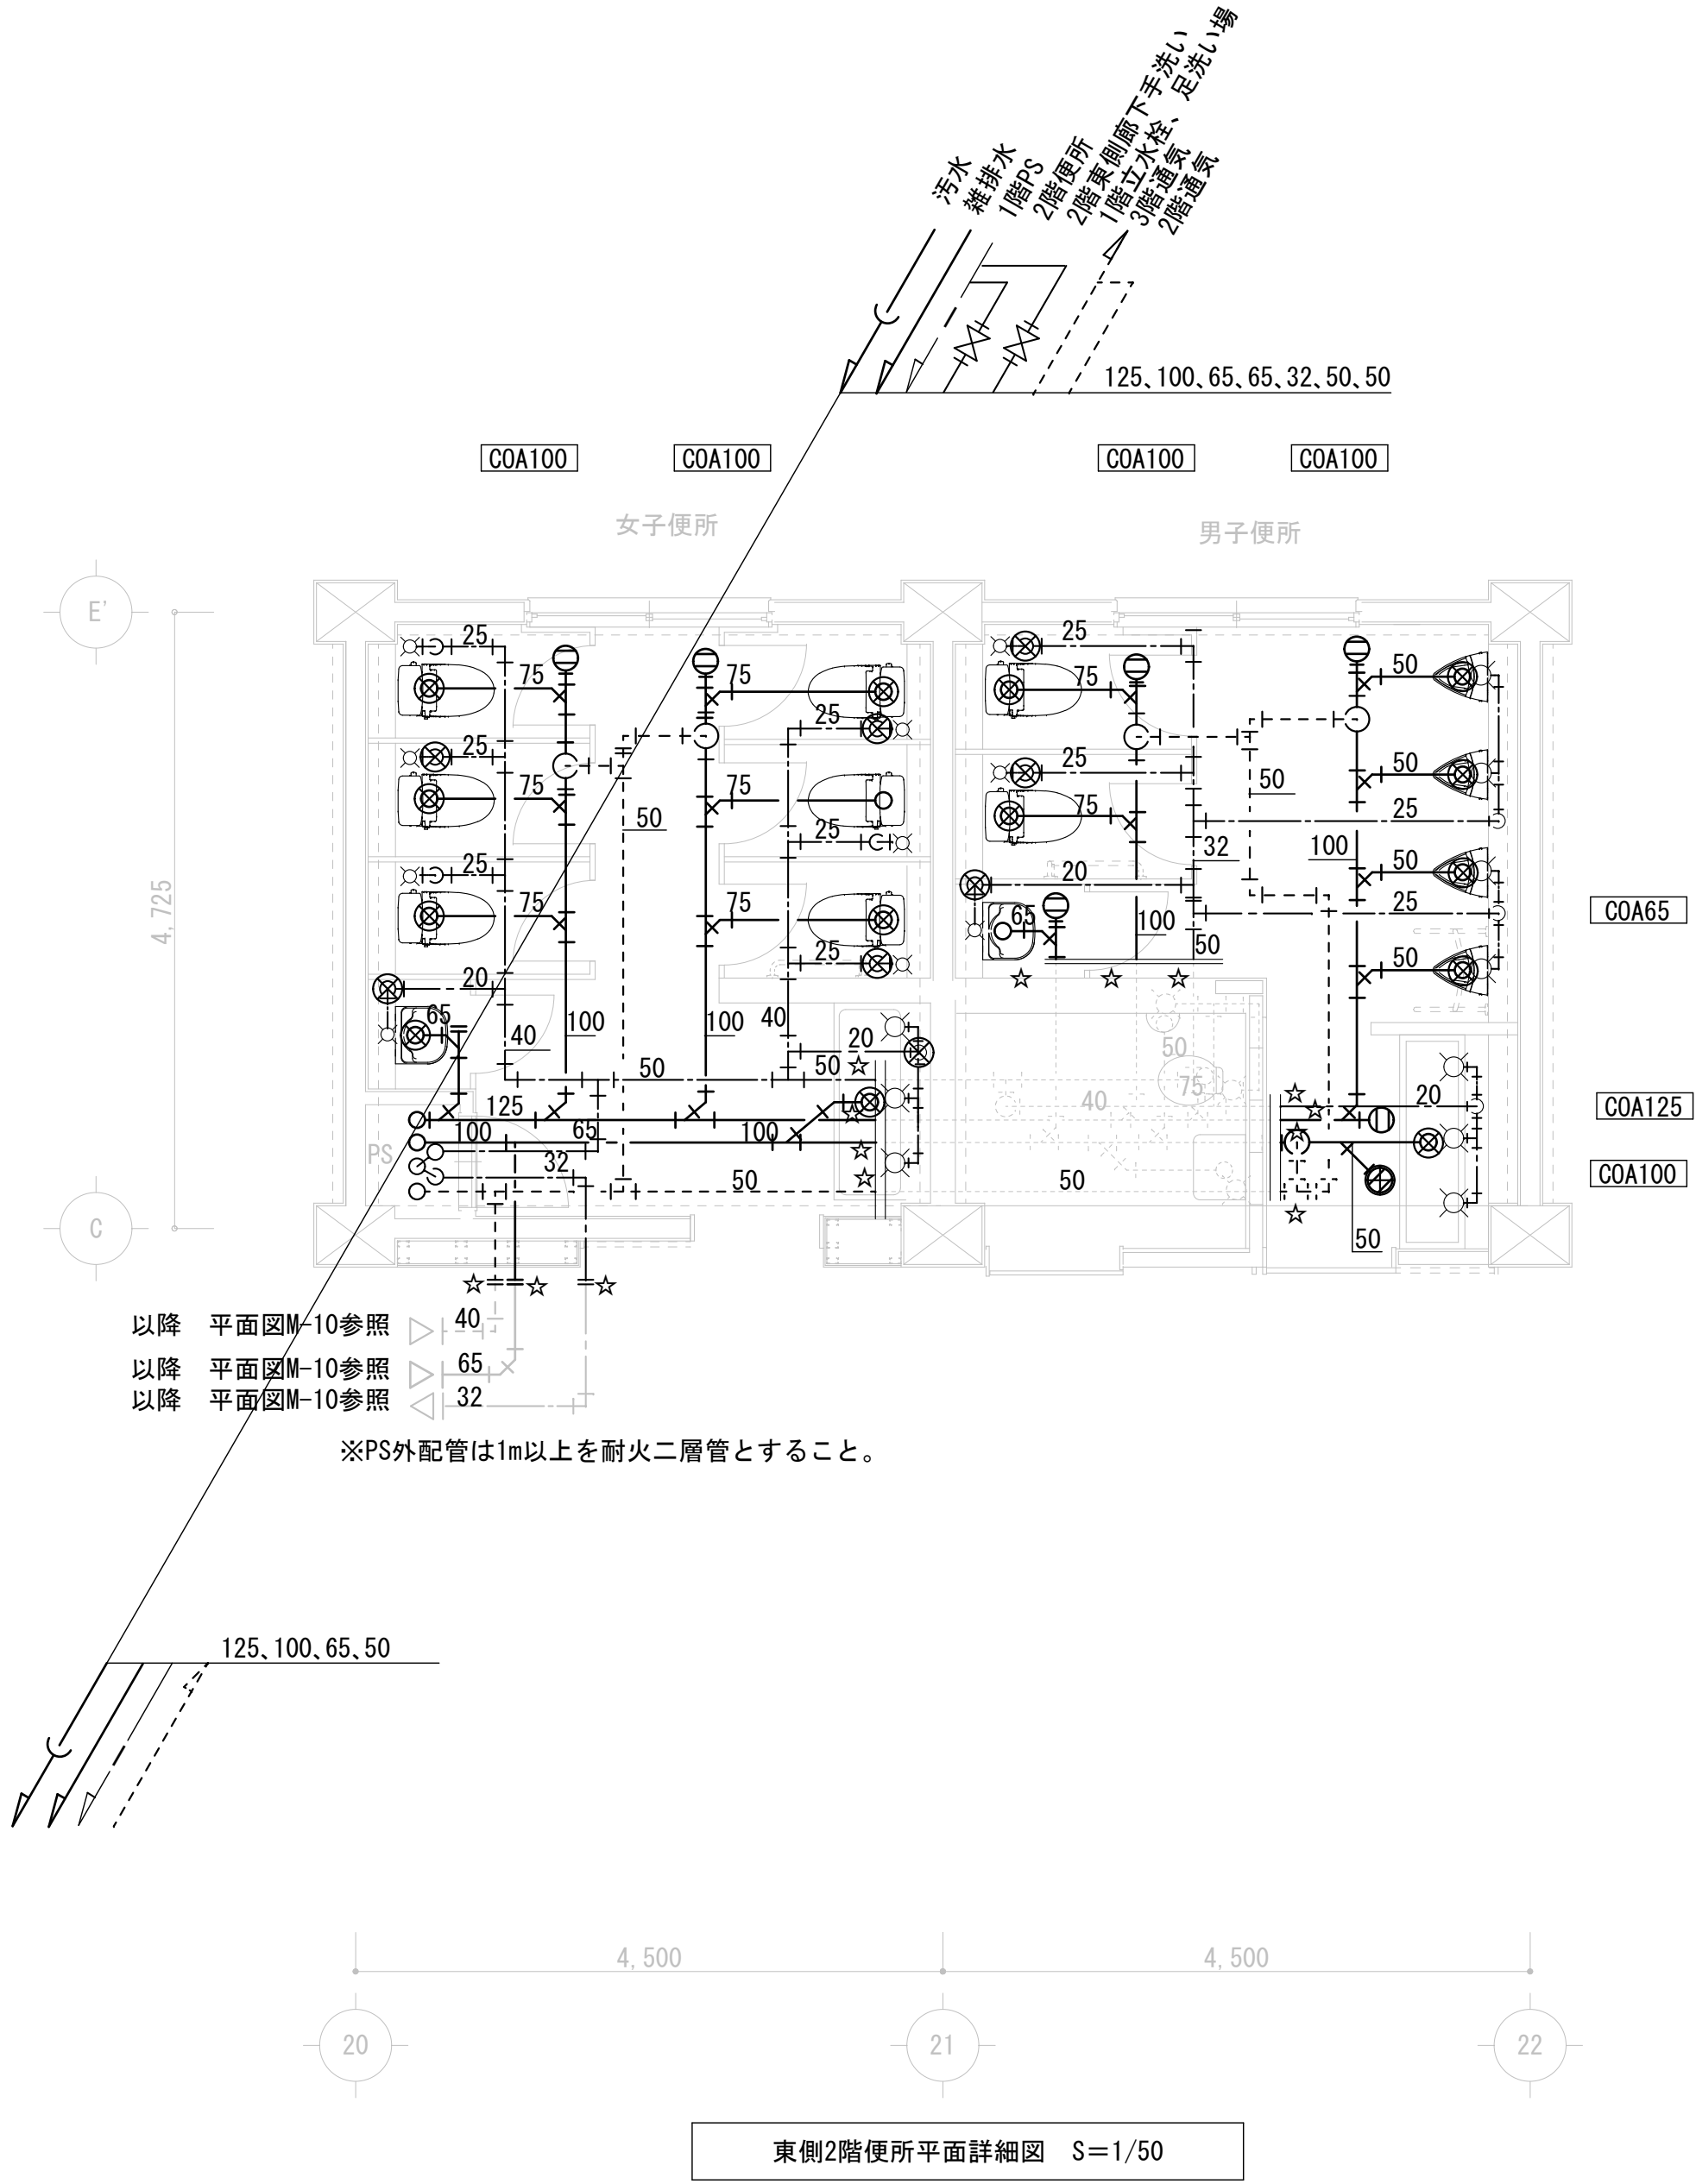 汚水
雑排水
1階PS
2階便所
2階東側廊下手洗い
1階立水栓、足洗い場
3階通気
2階通気
125、100、65、65、32、50、50
COA100
COA100
COA100
COA100
女子便所
男子便所
E'
4,725
C
25
75
75
25
25
75
25
75
50
25
75
25
75
50
50
25
75
75
25
50
32
100
20
50
25
75
75
25
65
100
50
50
20
65
40
100
100
40
20
50
50
125
100
65
100
32
50
50
50
40
75
20
50
PS
COA65
COA125
COA100
☆
☆
☆
☆
☆
☆
☆
☆
☆
☆
☆
☆ ☆ ☆
以降 平面図M-10参照 40
以降 平面図M-10参照 65
以降 平面図M-10参照 32
※PS外配管は1m以上を耐火二層管とすること。
125、100、65、50
4,500
4,500
20
21
22
東側2階便所平面詳細図 S＝1/50